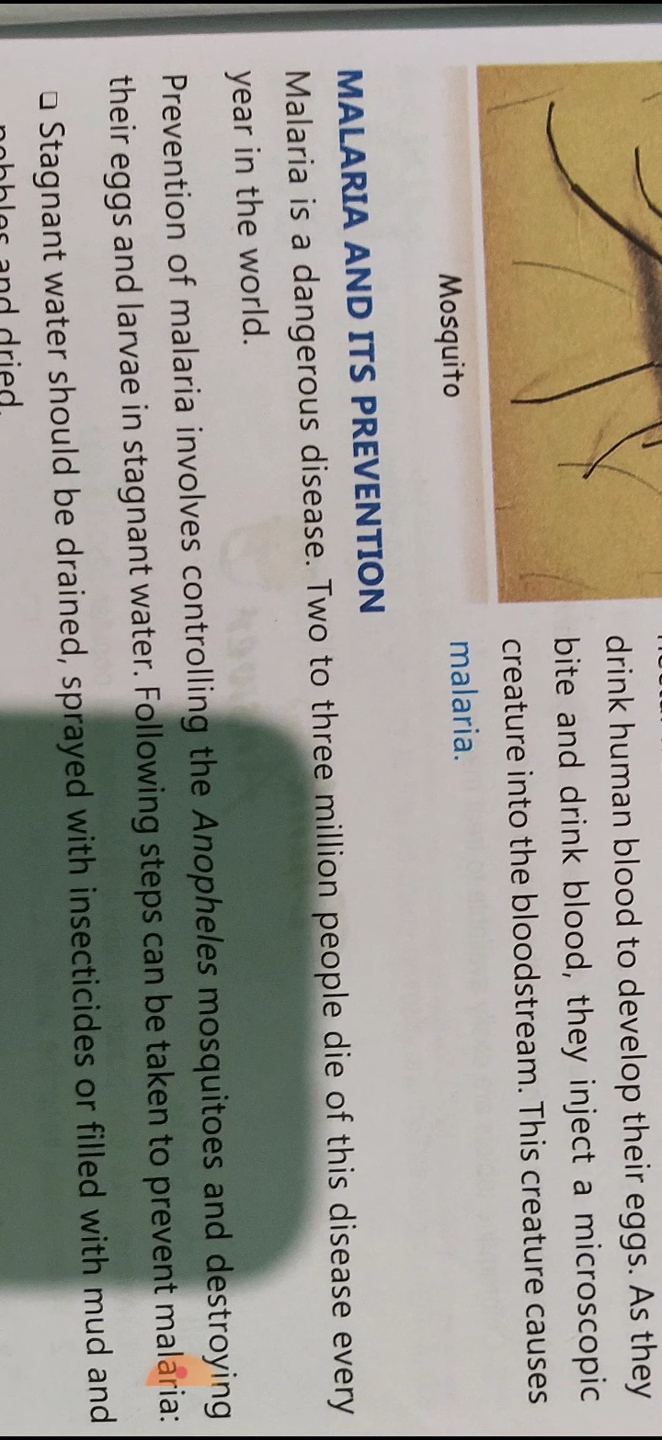 drink human blood to develop their eggs. As they
bite and drink blood, they inject a microscopic
creature into the bloodstream. This creature causes
malaria.
Mosquito
MALARIA AND ITS PREVENTION
Malaria is a dangerous disease. Two to three million people die of this disease every
year in the world.
Prevention of malaria involves controlling the Anopheles mosquitoes and destroying
their eggs and larvae in stagnant water. Following steps can be taken to prevent malaria:
❑ Stagnant water should be drained, sprayed with insecticides or filled with mud and
pebbles and dried.